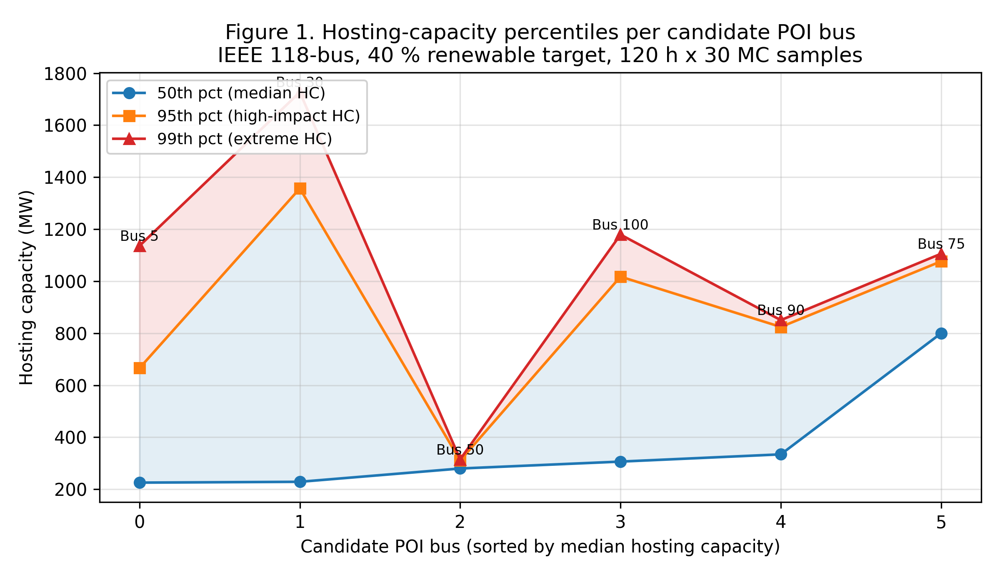 Figure 1. Hosting-capacity percentiles per candidate POI bus
IEEE 118-bus, 40 % renewable target, 120 h x 30 MC samples
Hosting capacity (MW)
1800
1600
1400
1200
1000
800
600
400
200
50th pct (median HC)
95th pct (high-impact HC)
99th pct (extreme HC)
Bus 30
Bus 5
Bus 50
Bus 100
Bus 90
Bus 75
0 1 2 3 4 5
Candidate POI bus (sorted by median hosting capacity)